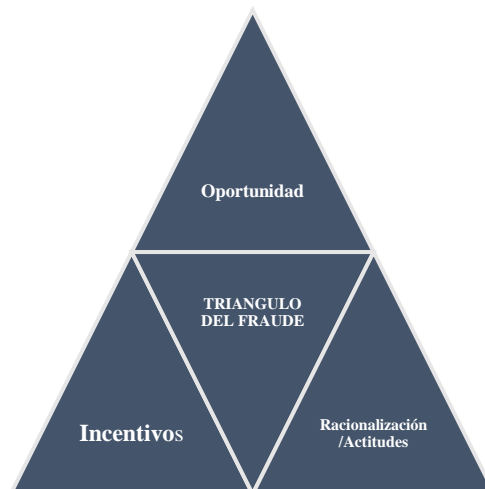 Oportunidad
TRIANGULO
DEL FRAUDE
Incentivos
Racionalización
/Actitudes